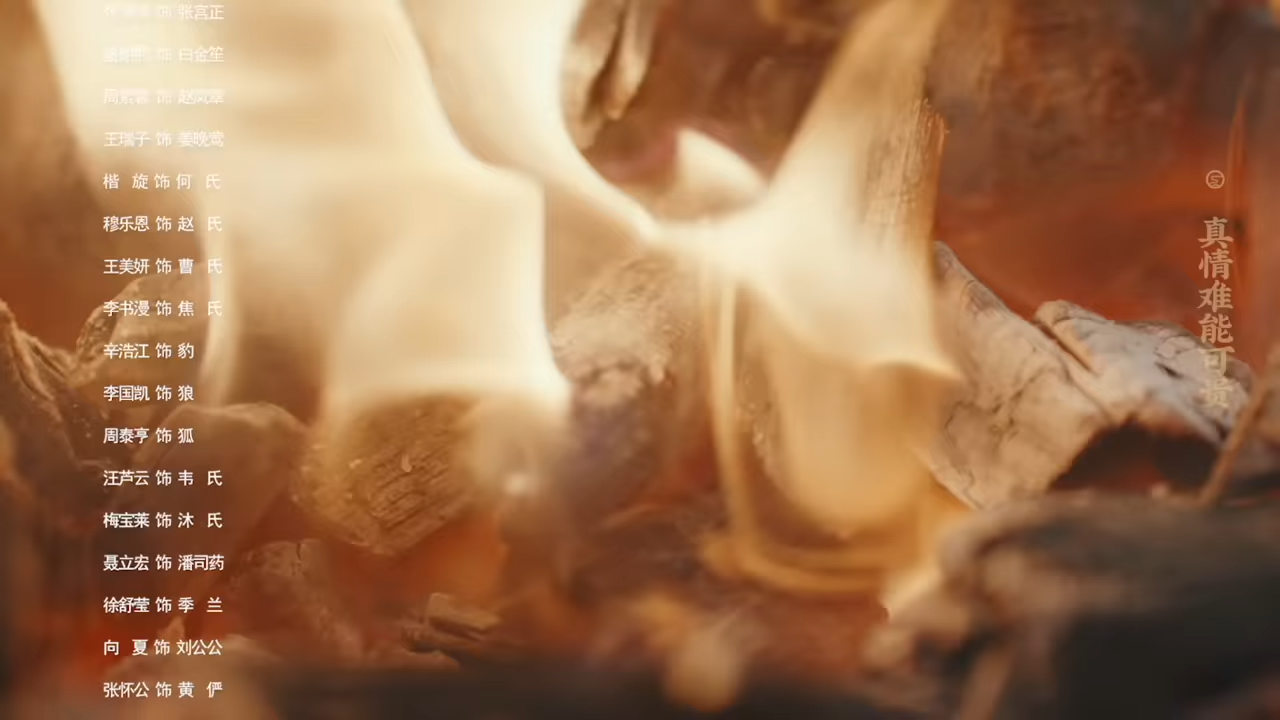 饰 张宫正
饰 白金笙
饰 赵凤翠
王瑞子 饰 姜晚莺
楷 旋 饰 何 氏
穆乐恩 饰 赵 氏
王美妍 饰 曹 氏
李书漫 饰 焦 氏
辛浩江 饰 豹
李国凯 饰 狼
周泰亨 饰 狐
汪芦云 饰 韦 氏
梅宝莱 饰 沐 氏
聂立宏 饰 潘司药
徐舒莹 饰 季 兰
向 夏 饰 刘公公
张怀公 饰 黄 俨
真情难能可贵